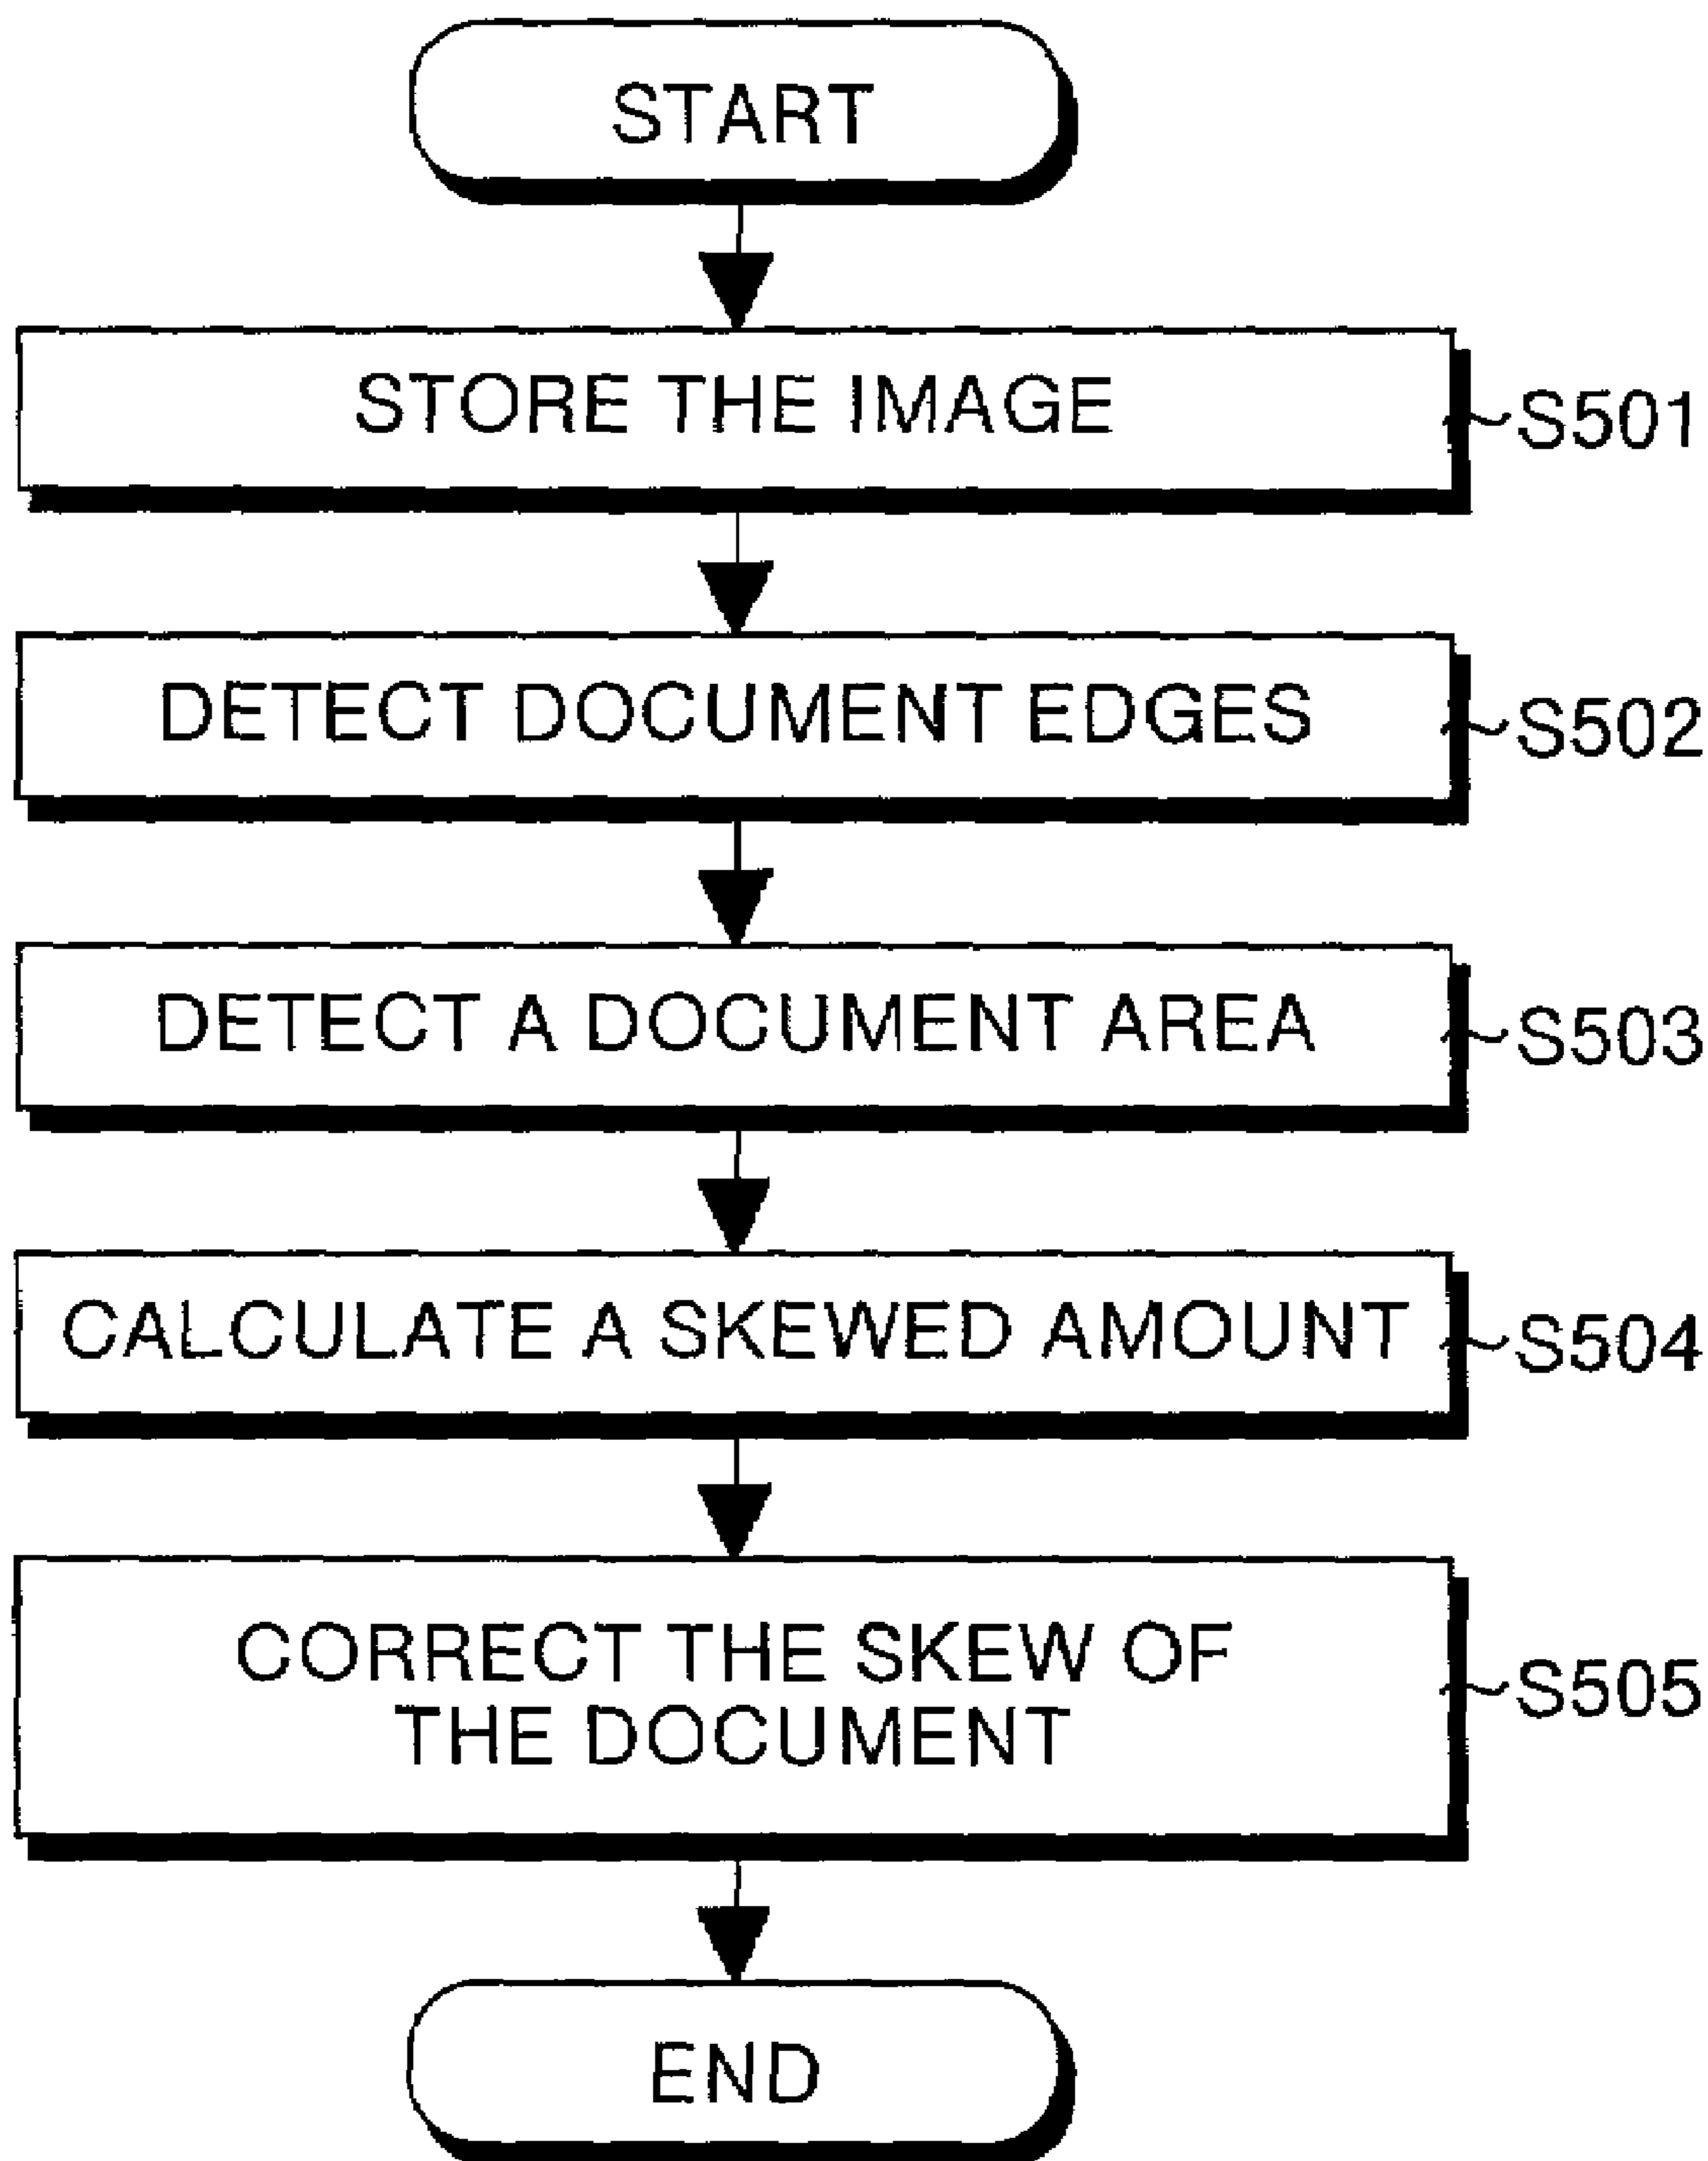 START
STORE THE IMAGE
S501
DETECT DOCUMENT EDGES
S502
DETECT A DOCUMENT AREA
S503
CALCULATE A SKEWED AMOUNT
S504
CORRECT THE SKEW OF
THE DOCUMENT
S505
END